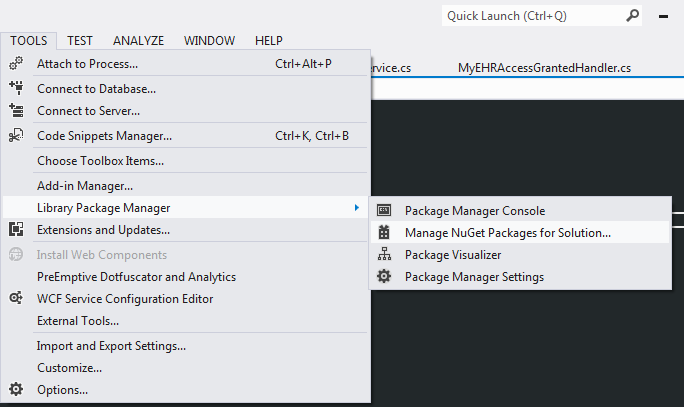 Quick Launch (Ctrl+Q)
TOOLS TEST ANALYZE WINDOW HELP
Attach to Process... Ctrl+Alt+P
ervice.cs MyEHRAccessGrantedHandler.cs
Connect to Database...
Connect to Server...
Code Snippets Manager... Ctrl+K, Ctrl+B
Choose Toolbox Items...
Add-in Manager...
Library Package Manager
Package Manager Console
Extensions and Updates...
Manage NuGet Packages for Solution...
Install Web Components
Package Visualizer
PreEmptive Dotfuscator and Analytics
Package Manager Settings
WCF Service Configuration Editor
External Tools...
Import and Export Settings...
Customize...
Options...